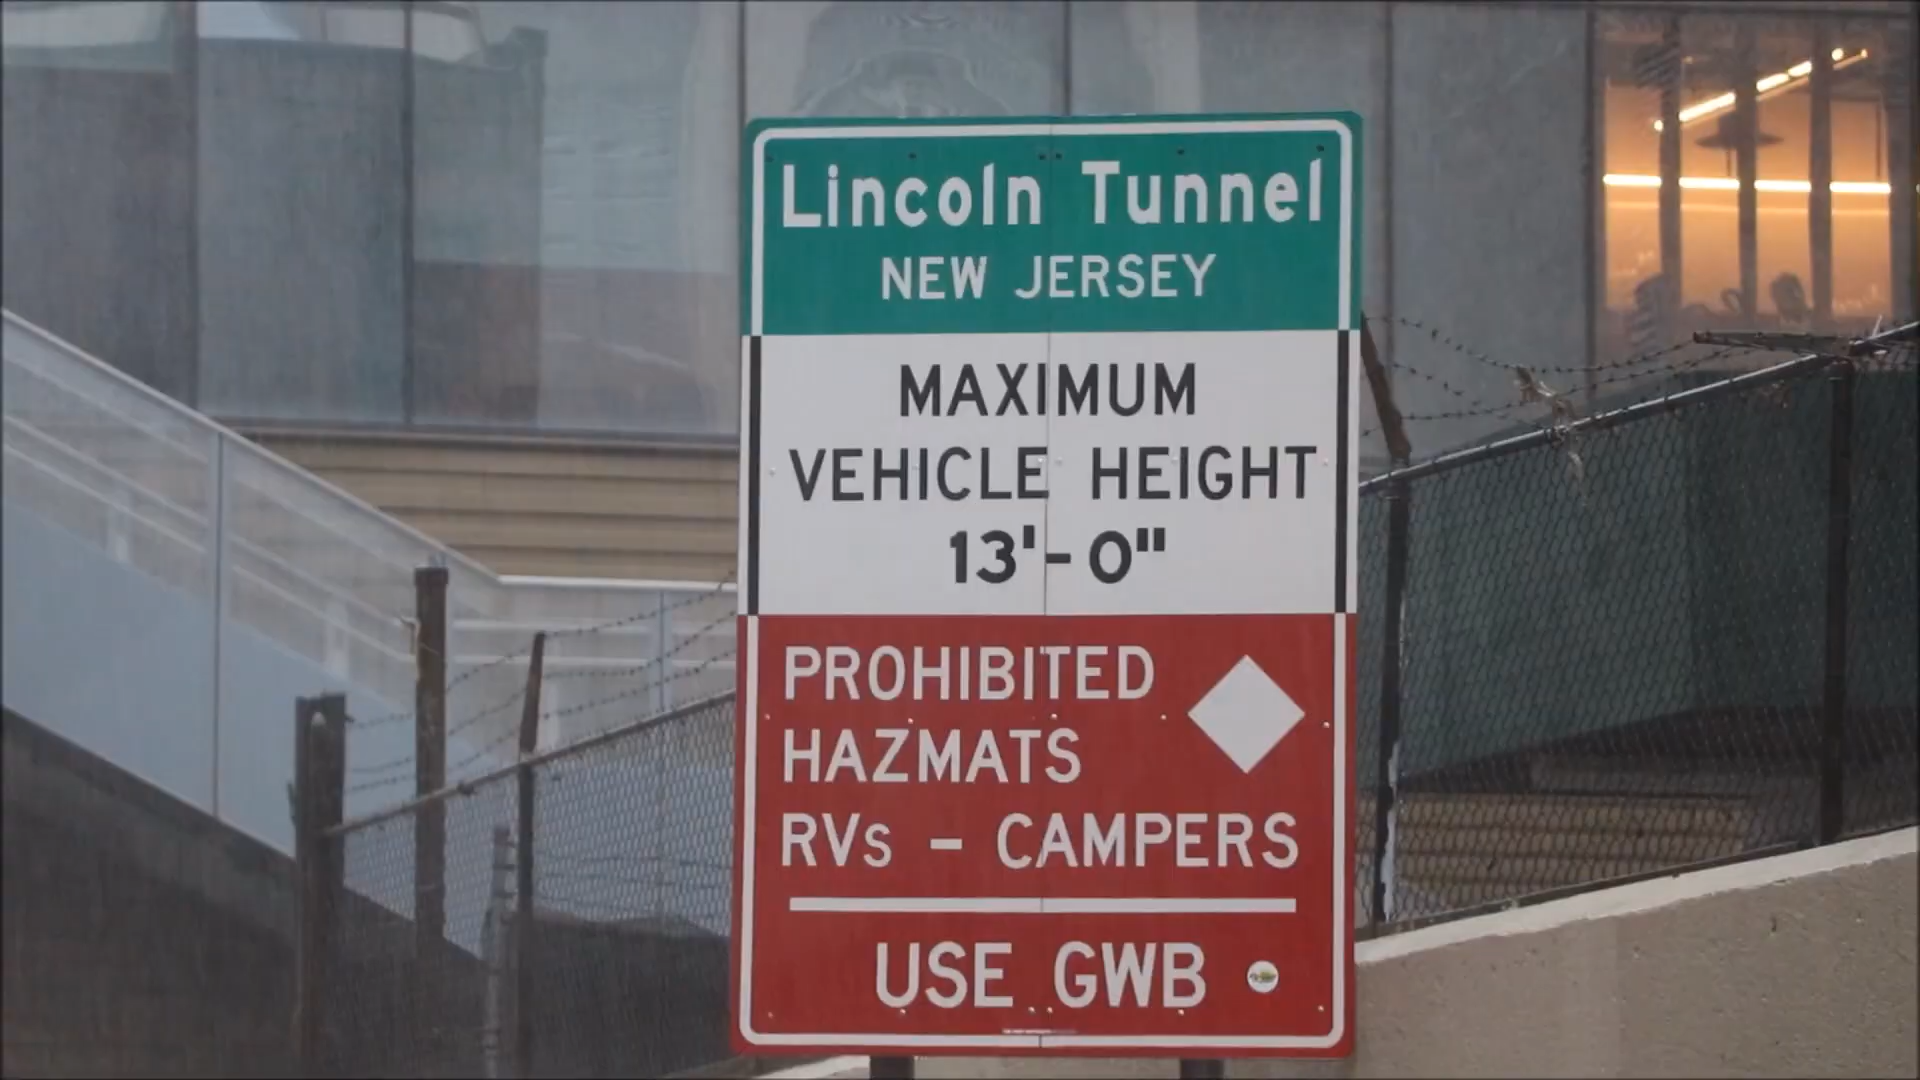 Lincoln Tunnel
NEW JERSEY
MAXIMUM
VEHICLE HEIGHT
13'-0"
PROHIBITED
HAZMATS
RVs - CAMPERS
USE GWB